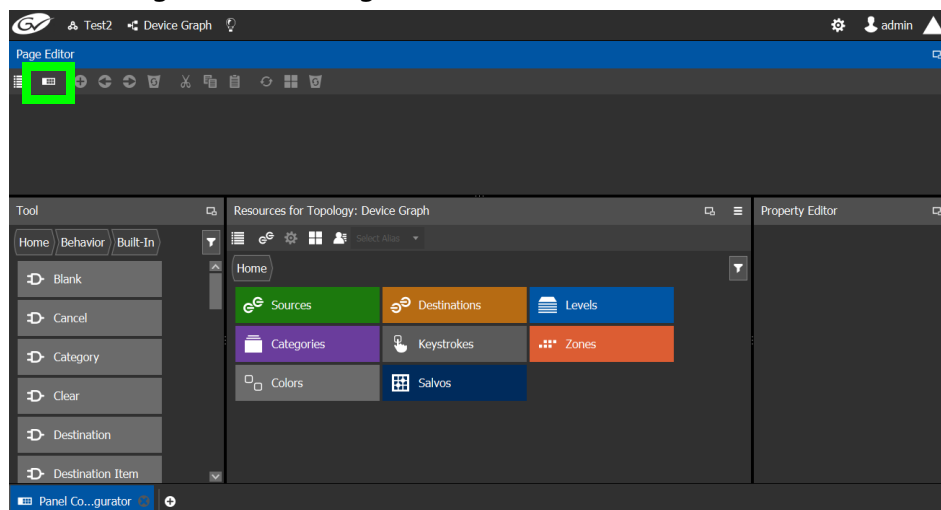 GV Test2 Device Graph admin
Page Editor
Tool Resources for Topology: Device Graph Property Editor
Home Behavior Built-In
Select Alias
Home
Blank
Sources Destinations Levels
Cancel
Categories Keystrokes Zones
Category
Colors Salvos
Clear
Destination
Destination Item
Panel Co...gurator